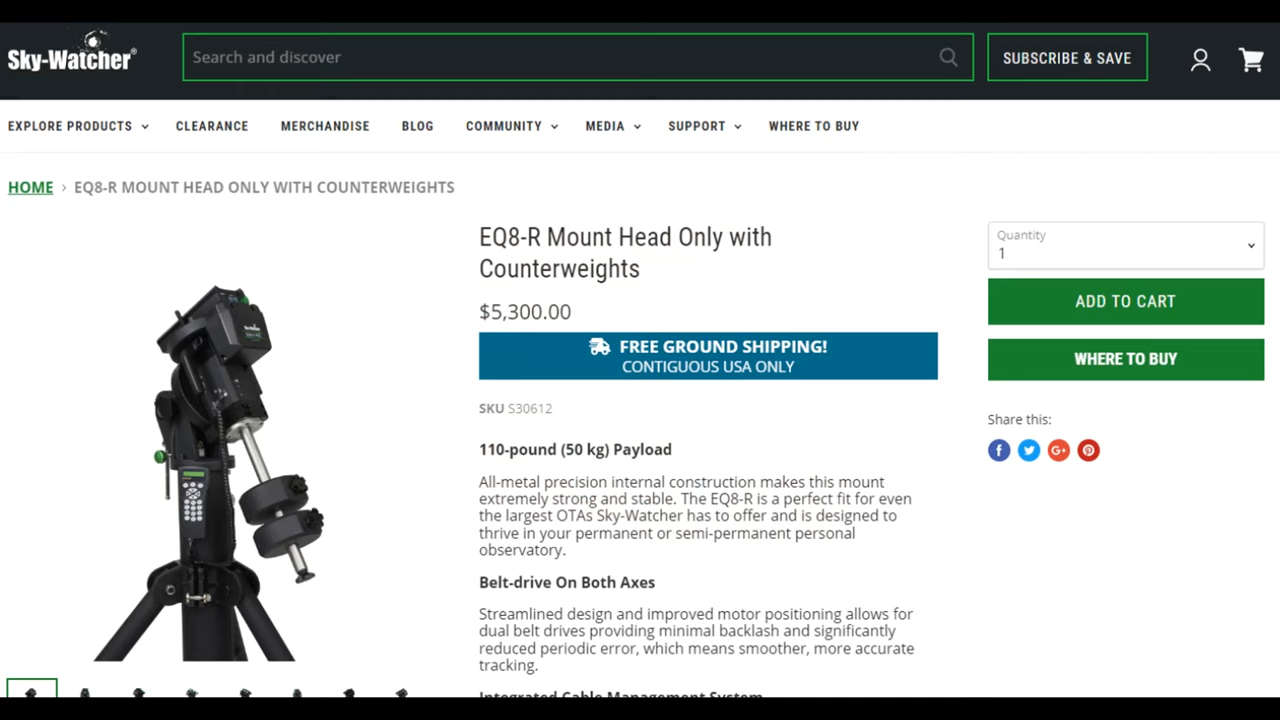 Sky-Watcher®
Search and discover
SUBSCRIBE & SAVE
EXPLORE PRODUCTS
CLEARANCE
MERCHANDISE
BLOG
COMMUNITY
MEDIA
SUPPORT
WHERE TO BUY
HOME › EQ8-R MOUNT HEAD ONLY WITH COUNTERWEIGHTS
EQ8-R Mount Head Only with
Counterweights
$5,300.00
FREE GROUND SHIPPING!
CONTIGUOUS USA ONLY
SKU S30612
110-pound (50 kg) Payload
All-metal precision internal construction makes this mount
extremely strong and stable. The EQ8-R is a perfect fit for even
the largest OTAs Sky-Watcher has to offer and is designed to
thrive in your permanent or semi-permanent personal
observatory.
Belt-drive On Both Axes
Streamlined design and improved motor positioning allows for
dual belt drives providing minimal backlash and significantly
reduced periodic error, which means smoother, more accurate
tracking.
Integrated Cable Management System
Quantity
1
ADD TO CART
WHERE TO BUY
Share this: